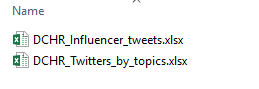 Name
DCHR_Influencer_tweets.xlsx
DCHR_Twitters_by_topics.xlsx